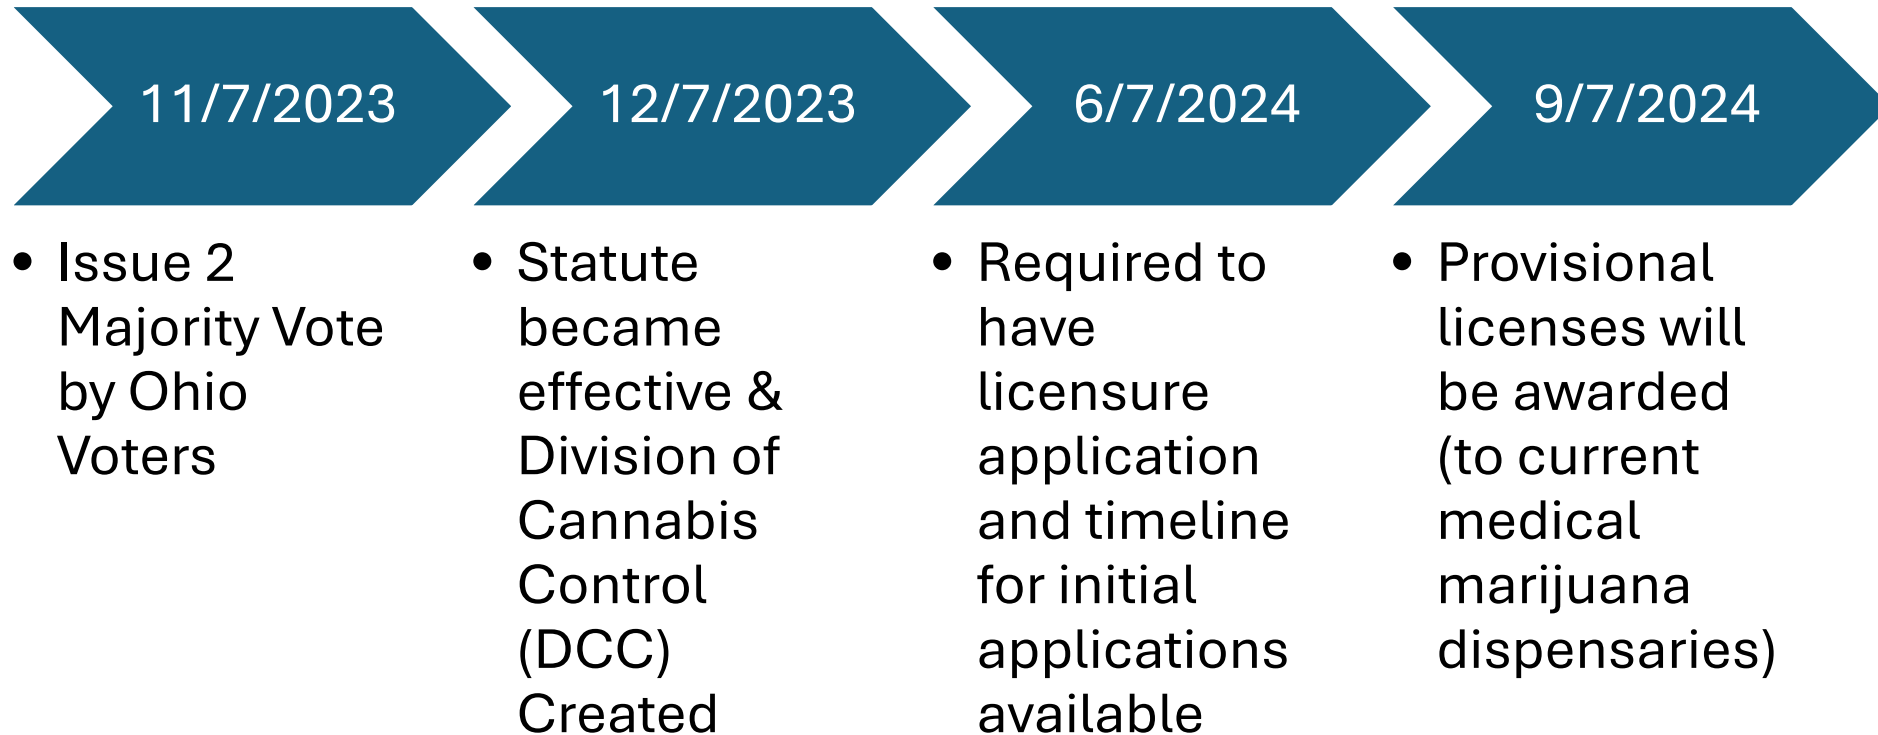 11/7/2023
• Issue 2
Majority Vote
by Ohio
Voters
12/7/2023
• Statute
became
effective &
Division of
Cannabis
Control
(DCC)
Created
6/7/2024
• Required to
have
licensure
application
and timeline
for initial
applications
available
9/7/2024
• Provisional
licenses will
be awarded
(to current
medical
marijuana
dispensaries)